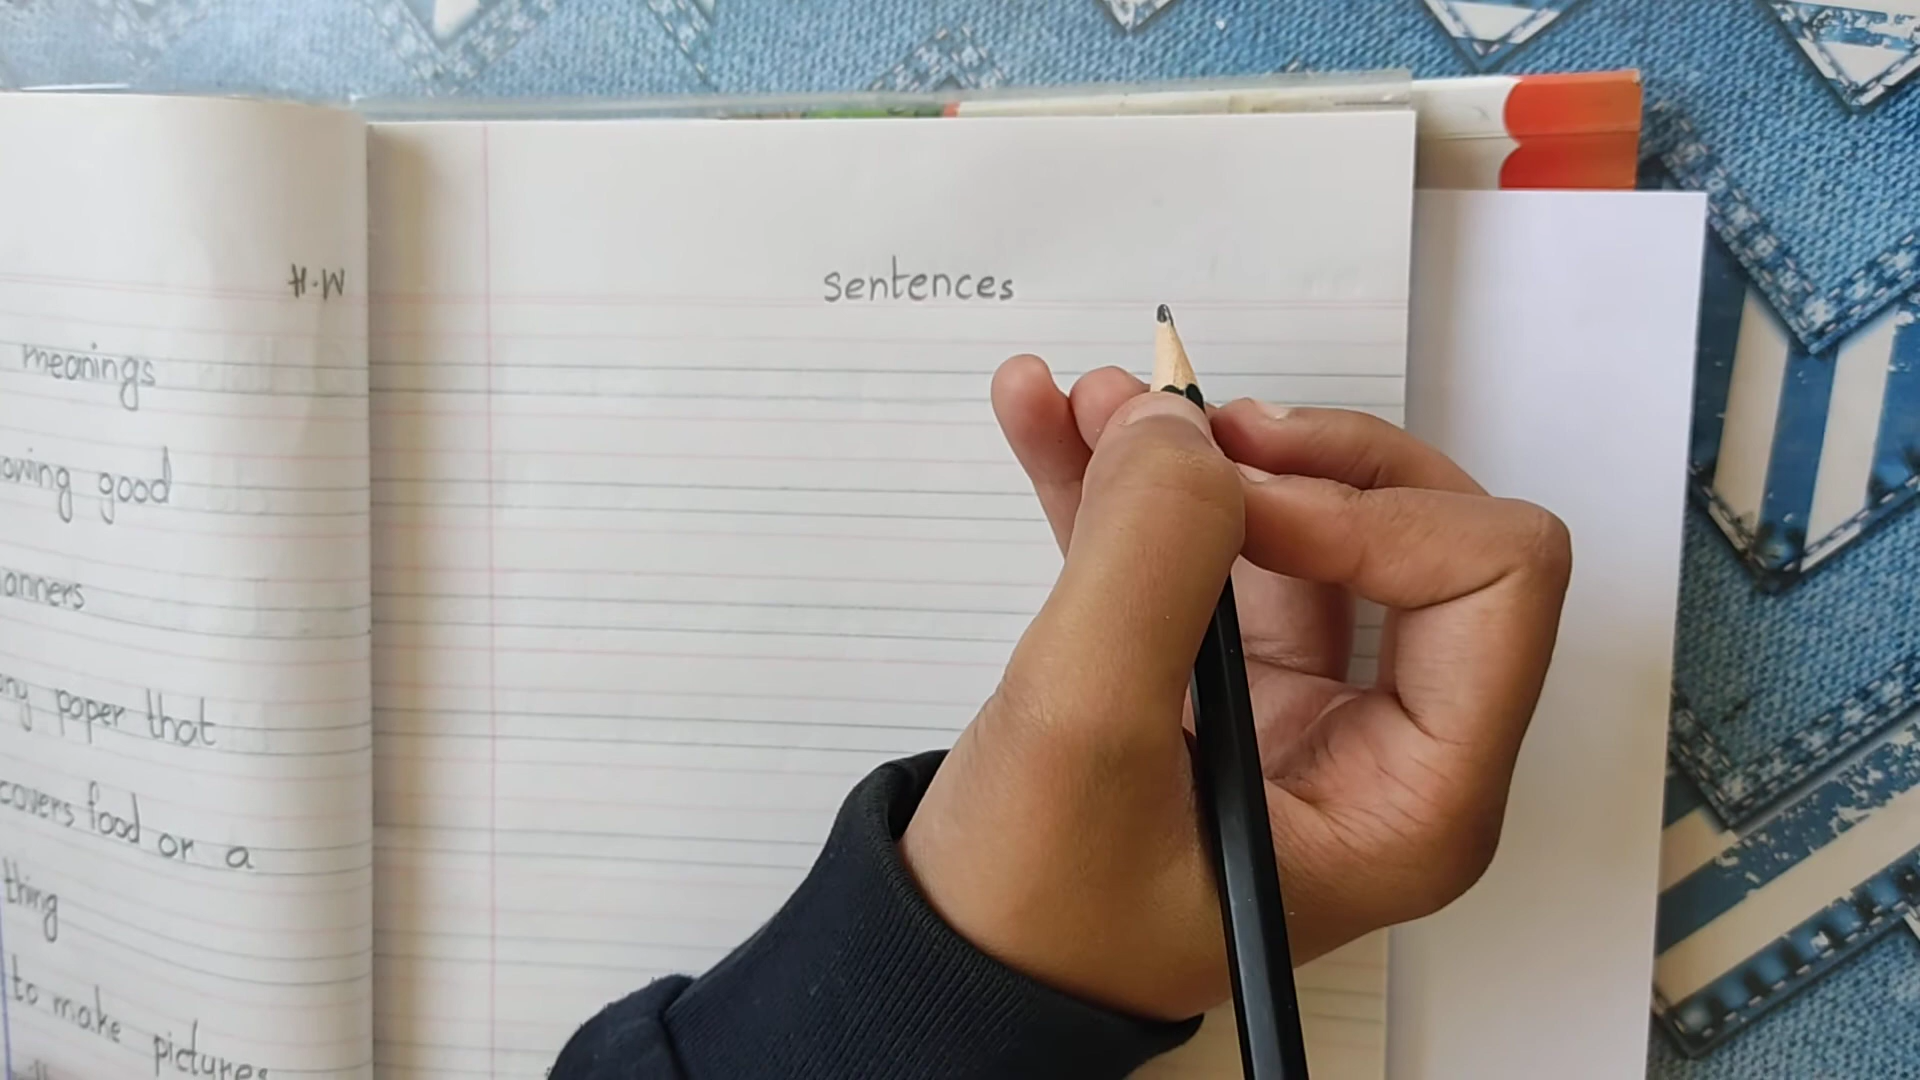 H.W
meanings
owing good
anners
ny paper that
covers food or a
thing
to make pictures
sentences